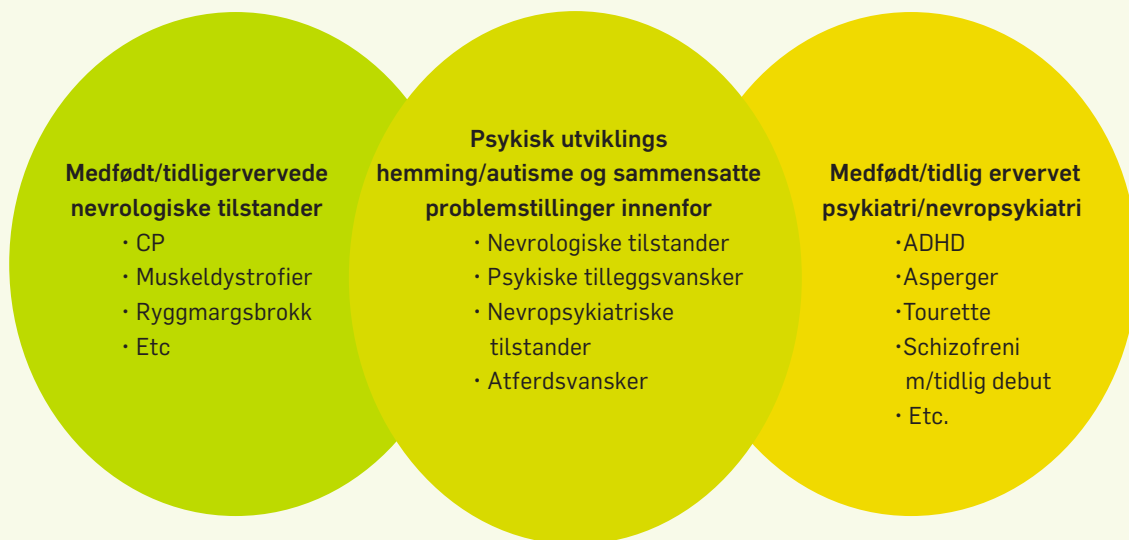 Medfødt/tidligervervede
nevrologiske tilstander
· CP
· Muskeldystrofier
· Ryggmargsbrokk
· Etc
Psykisk utviklings
hemming/autisme og sammensatte
problemstillinger innenfor
· Nevrologiske tilstander
· Psykiske tilleggsvansker
· Nevropsykiatriske
tilstander
· Atferdsvansker
Medfødt/tidlig ervervet
psykiatri/nevropsykiatri
·ADHD
·Asperger
·Tourette
·Schizofreni
m/tidlig debut
· Etc.